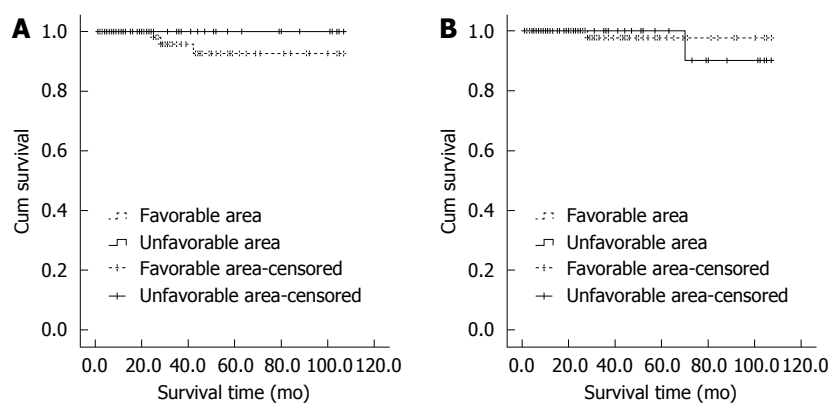 A
Cum survival
1.0
0.8
0.6
0.4
0.2
0.0
Favorable area
Unfavorable area
Favorable area-censored
Unfavorable area-censored
0.0 20.0 40.0 60.0 80.0 100.0 120.0
Survival time (mo)
B
Cum survival
1.0
0.8
0.6
0.4
0.2
0.0
Favorable area
Unfavorable area
Favorable area-censored
Unfavorable area-censored
0.0 20.0 40.0 60.0 80.0 100.0 120.0
Survival time (mo)